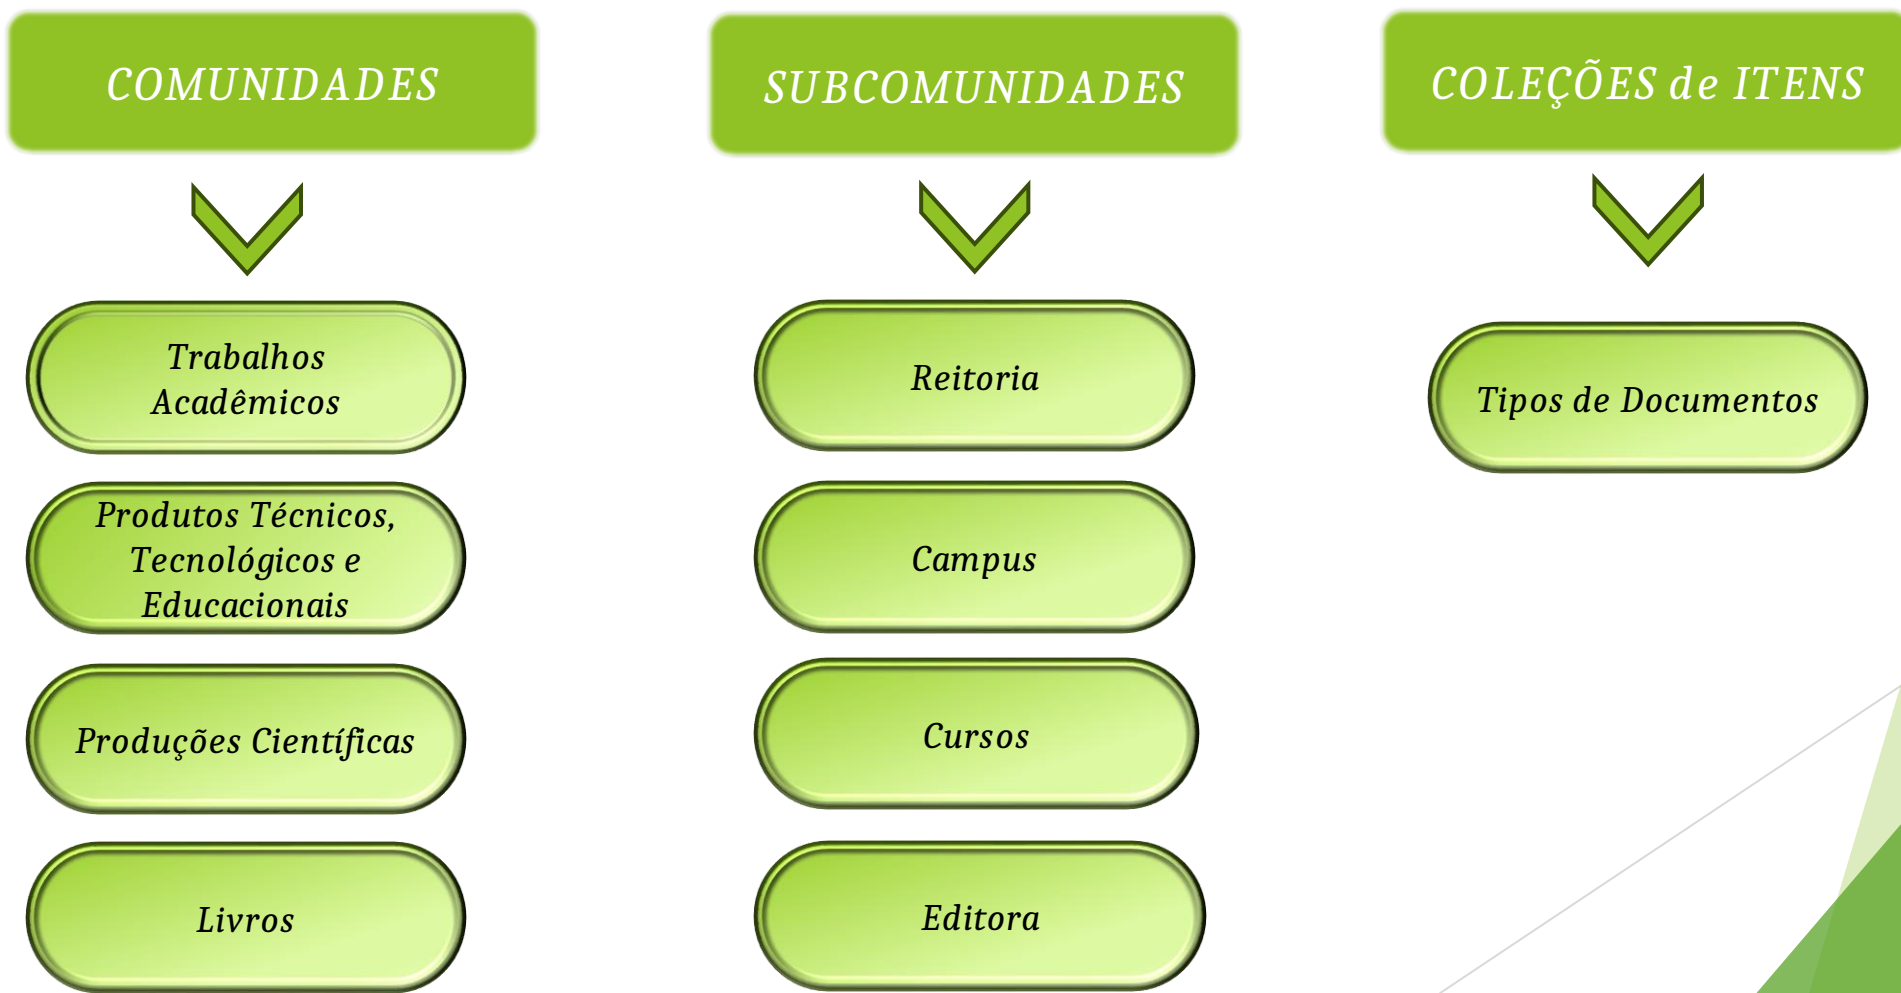 COMUNIDADES
Trabalhos
Acadêmicos
Produtos Técnicos,
Tecnológicos e
Educacionais
Produções Científicas
Livros
SUBCOMUNIDADES
Reitoria
Campus
Cursos
Editora
COLEÇÕES de ITENS
Tipos de Documentos